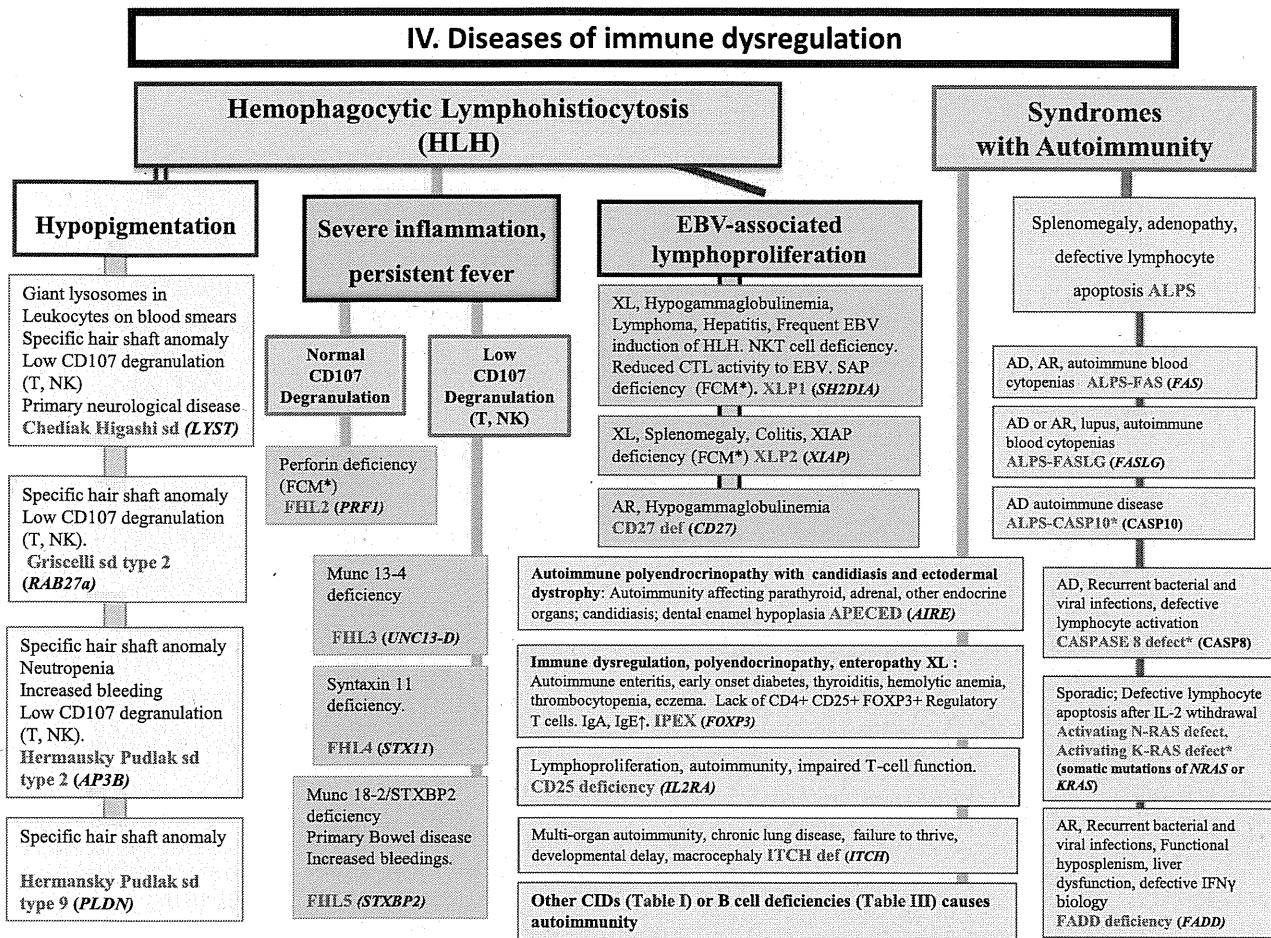 IV. Diseases of immune dysregulation
Hemophagocytic Lymphohistiocytosis
(HLH)
Hypopigmentation
Giant lysosomes in
Leukocytes on blood smears
Specific hair shaft anomaly
Low CD107 degranulation
(T, NK)
Primary neurological disease
Chediak Higashi sd (LYST)
Specific hair shaft anomaly
Low CD107 degranulation
(T, NK).
Griscelli sd type 2
(RAB27a)
Specific hair shaft anomaly
Neutropenia
Increased bleeding
Low CD107 degranulation
(T, NK).
Hermansky Pudlak sd
type 2 (AP3B)
Specific hair shaft anomaly
Hermansky Pudlak sd
type 9 (PLDN)
Severe inflammation,
persistent fever
Normal
CD107
Degranulation
Perforin deficiency
(FCM*)
FHL2 (PRF1)
Low
CD107
Degranulation
(T, NK)
Munc 13-4
deficiency
FHL3 (UNC13-D)
Syntaxin 11
deficiency.
FHL4 (STX11)
Munc 18-2/STXBP2
deficiency
Primary Bowel disease
Increased bleedings.
FHL5 (STXBP2)
EBV-associated
lymphoproliferation
XL, Hypogammaglobulinemia,
Lymphoma, Hepatitis, Frequent EBV
induction of HLH. NKT cell deficiency.
Reduced CTL activity to EBV. SAP
deficiency (FCM*). XLP1 (SH2DIA)
XL, Splenomegaly, Colitis, XIAP
deficiency (FCM*) XLP2 (XIAP)
AR, Hypogammaglobulinemia
CD27 def (CD27)
Syndromes
with Autoimmunity
Autoimmune polyendrocrinopathy with candidiasis and ectodermal
dystrophy: Autoimmunity affecting parathyroid, adrenal, other endocrine
organs; candidiasis; dental enamel hypoplasia APECED (AIRE)
Immune dysregulation, polyendocrinopathy, enteropathy XL :
Autoimmune enteritis, early onset diabetes, thyroiditis, hemolytic anemia,
thrombocytopenia, eczema. Lack of CD4+ CD25+ FOXP3+ Regulatory
T cells. IgA, IgE↑. IPEX (FOXP3)
Lymphoproliferation, autoimmunity, impaired T-cell function.
CD25 deficiency (IL2RA)
Multi-organ autoimmunity, chronic lung disease, failure to thrive,
developmental delay, macrocephaly ITCH def (ITCH)
Other CIDs (Table I) or B cell deficiencies (Table III) causes
autoimmunity
Splenomegaly, adenopathy,
defective lymphocyte
apoptosis ALPS
AD, AR, autoimmune blood
cytopenias ALPS-FAS (FAS)
AD or AR, lupus, autoimmune
blood cytopenias
ALPS-FASLG (FASLG)
AD autoimmune disease
ALPS-CASP10* (CASP10)
AD, Recurrent bacterial and
viral infections, defective
lymphocyte activation
CASPASE 8 defect* (CASP8)
Sporadic; Defective lymphocyte
apoptosis after IL-2 wtihdrawal
Activating N-RAS defect,
Activating K-RAS defect*
(somatic mutations of NRAS or
KRAS)
AR, Recurrent bacterial and
viral infections, Functional
hyposplenism, liver
dysfunction, defective IFNγ
biology
FADD deficiency (FADD)